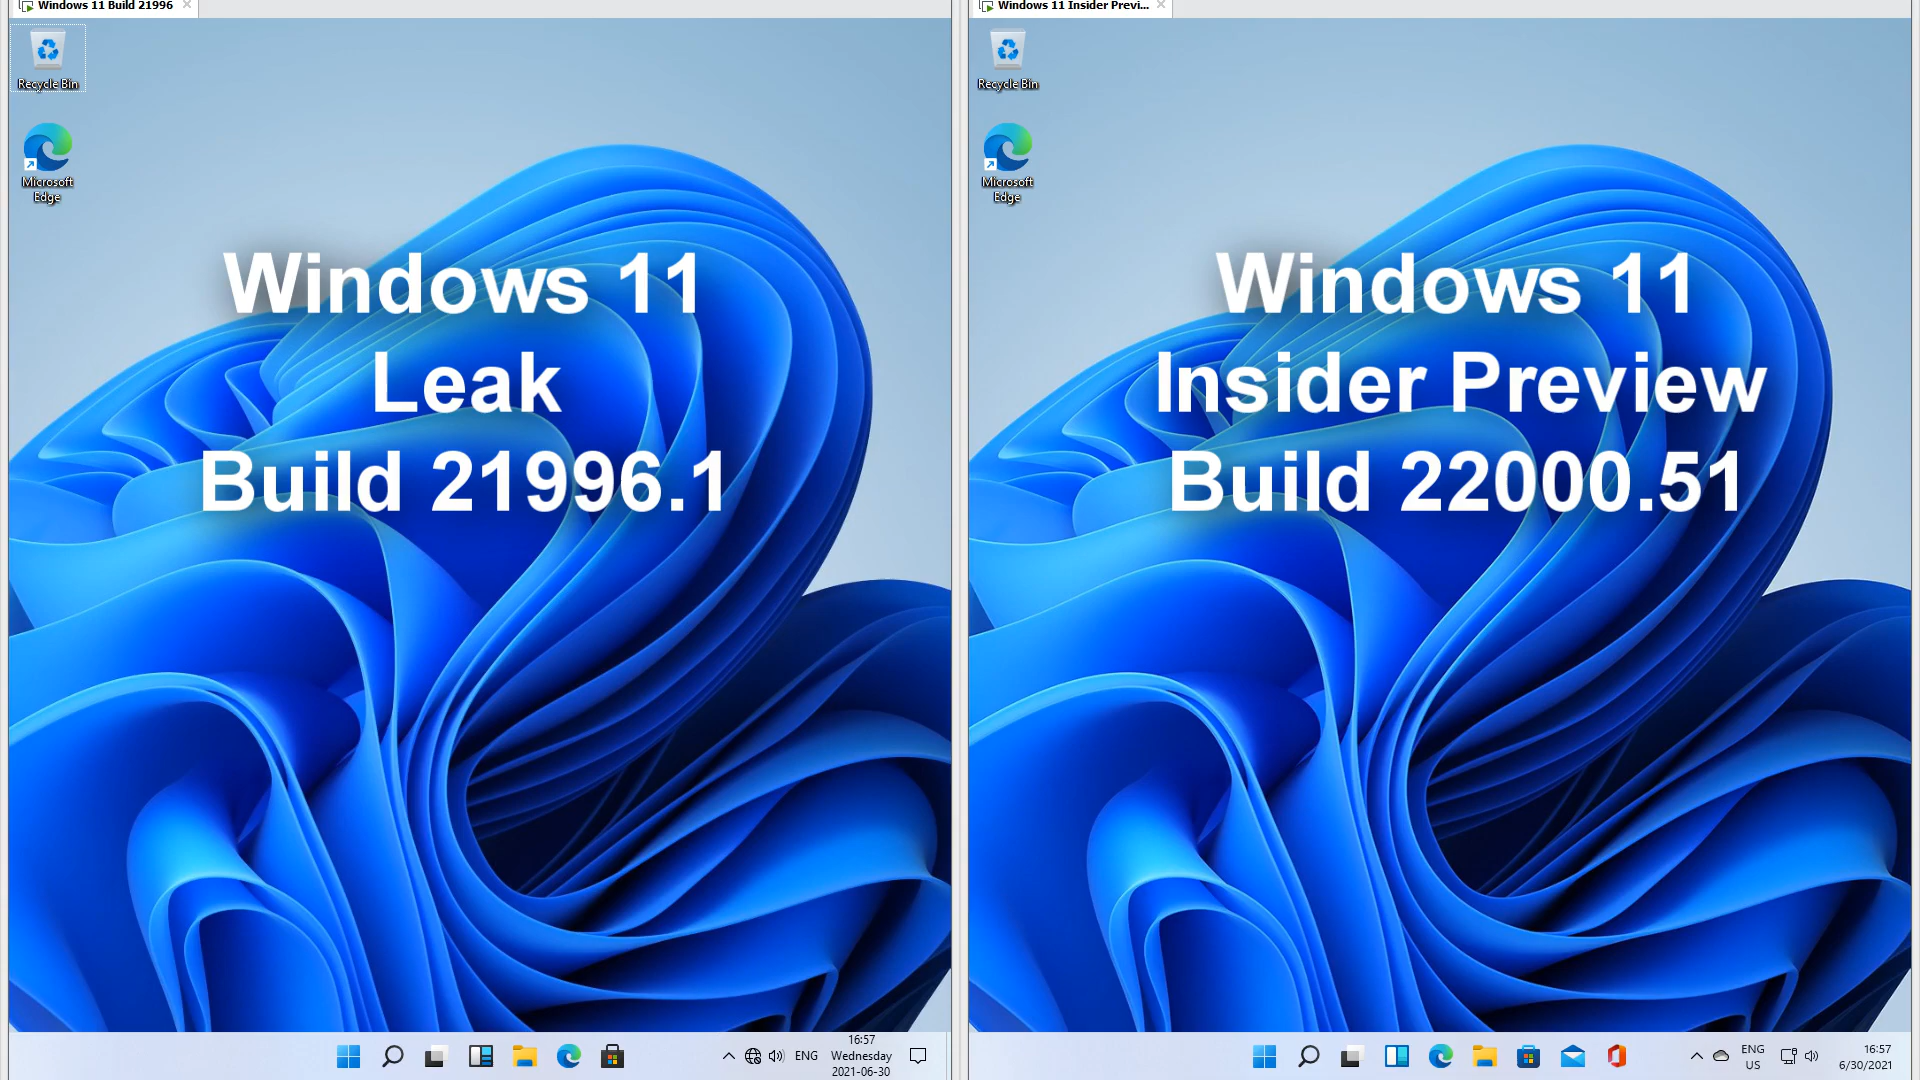 Windows 11 Build 21996
Recycle Bin
Microsoft
Edge
Windows 11
Leak
Build 21996.1
ENG
16:57
Wednesday
2021-06-30
Windows 11 Insider Previ...
Recycle Bin
Microsoft
Edge
Windows 11
Insider Preview
Build 22000.51
ENG
US
16:57
6/30/2021